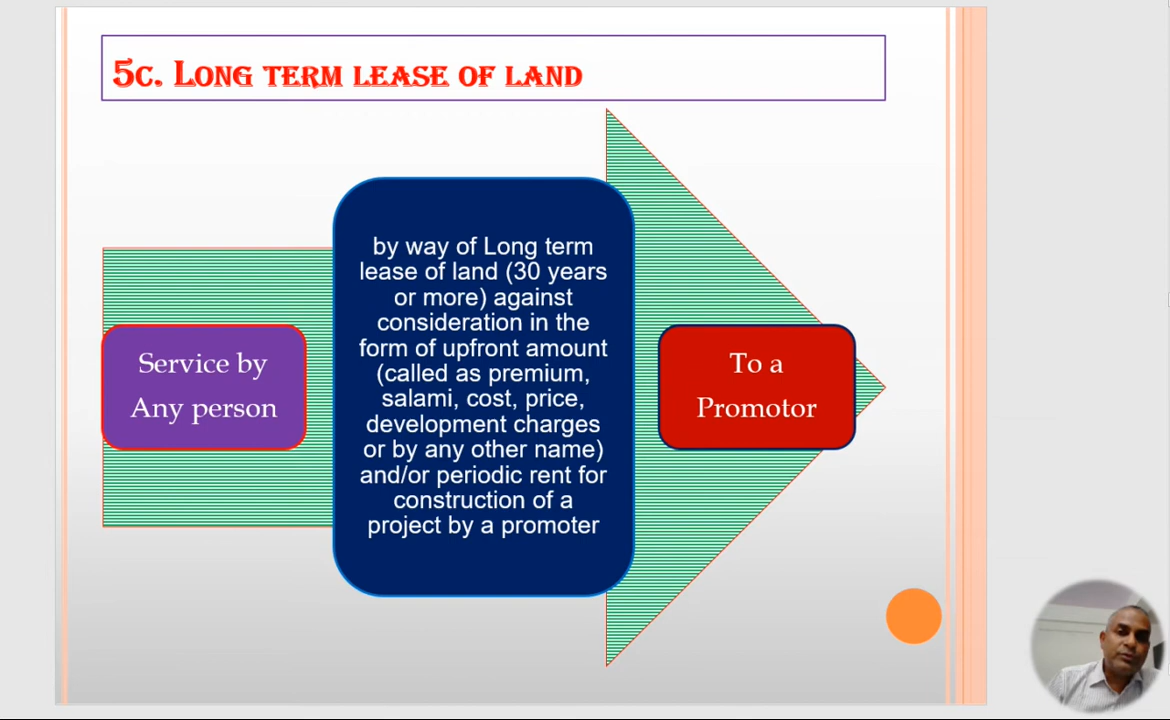 5c. Long term lease of land
Service by
Any person
by way of Long term
lease of land (30 years
or more) against
consideration in the
form of upfront amount
(called as premium,
salami, cost, price,
development charges
or by any other name)
and/or periodic rent for
construction of a
project by a promoter
To a
Promotor